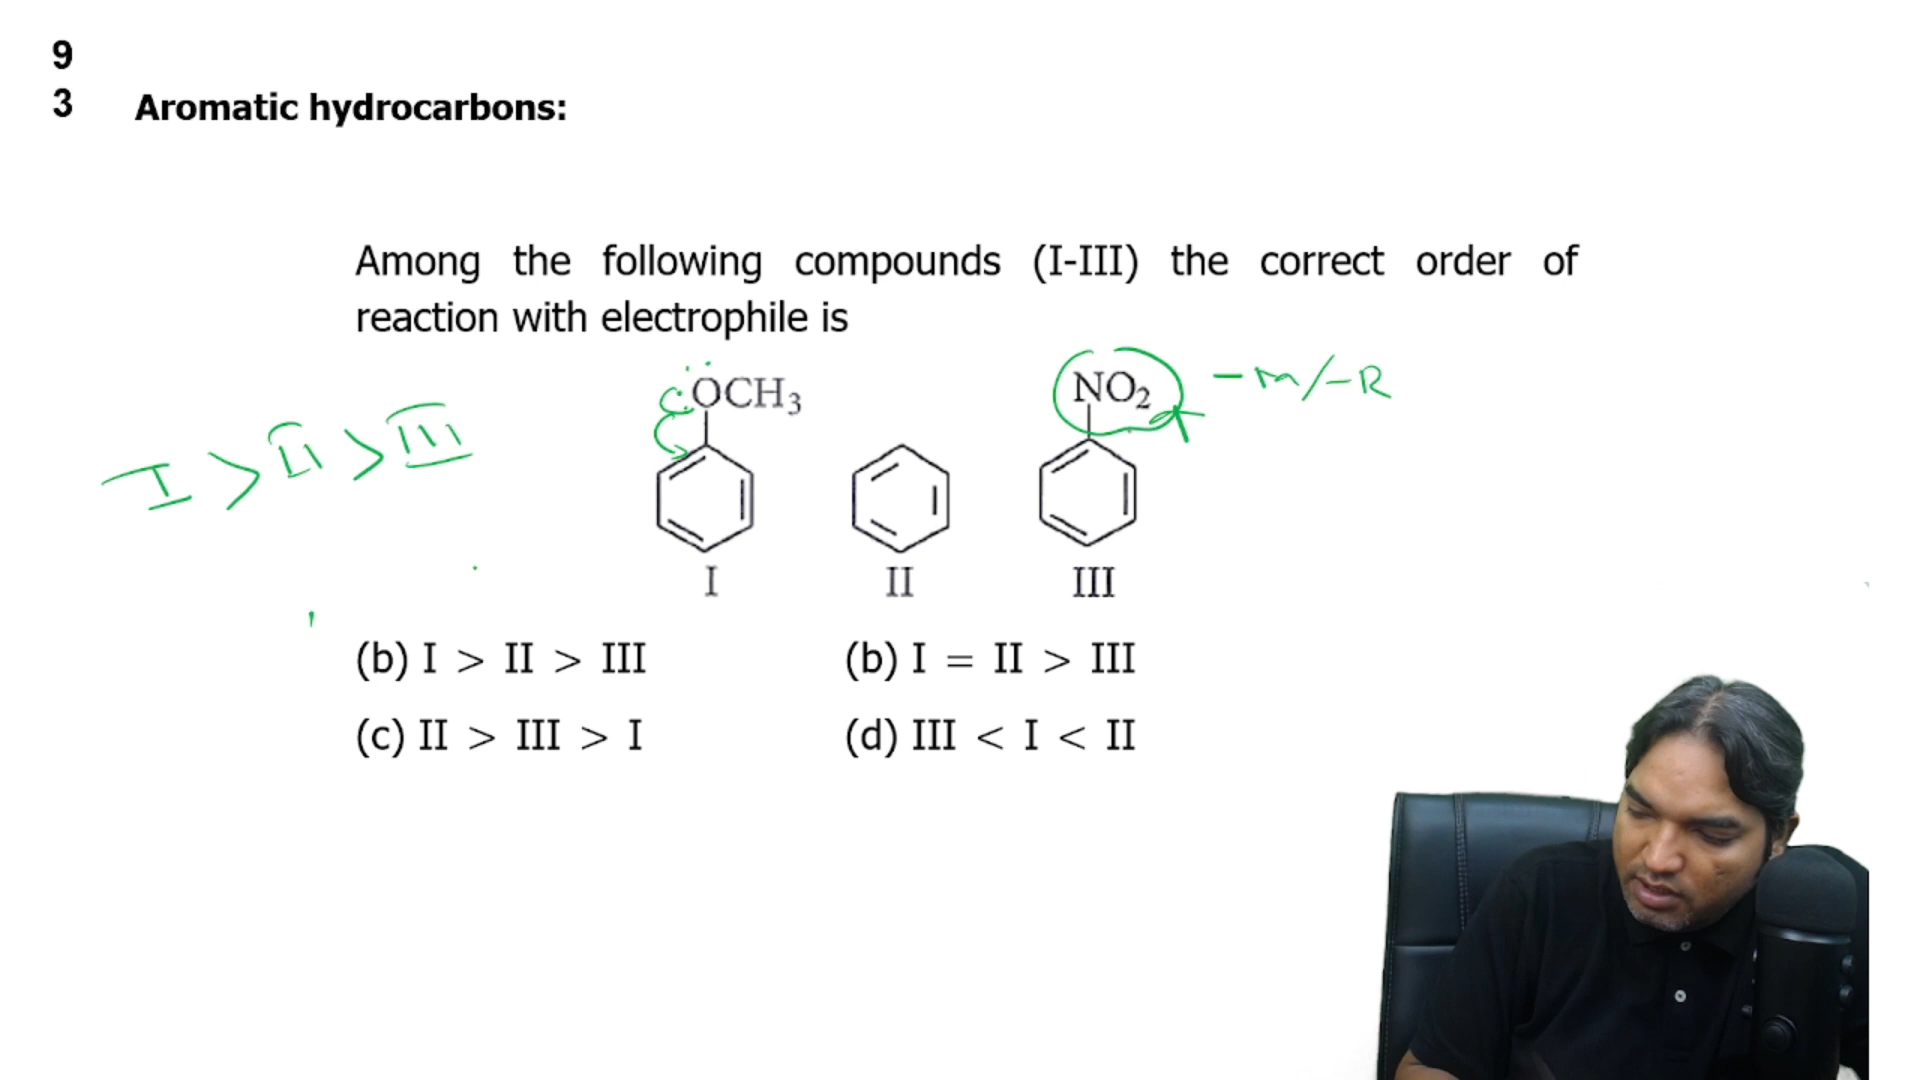 9
3
Aromatic hydrocarbons:
Among the following compounds (I-III) the correct order of
reaction with electrophile is
I > II > III
OCH₃
NO₂
-m/-R
I
II
III
(b) I > II > III
(b) I = II > III
(c) II > III > I
(d) III < I < II